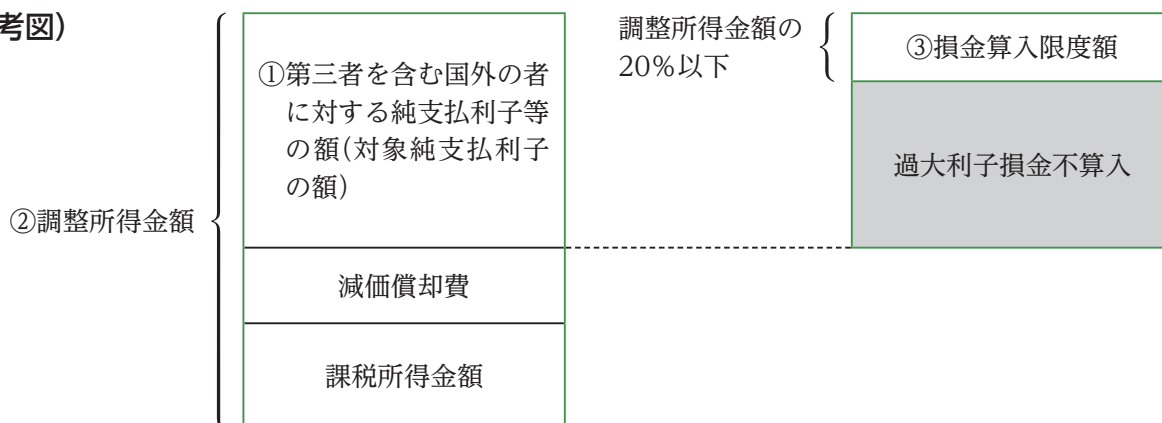 考図)
①第三者を含む国外の者
に対する純支払利子等
の額(対象純支払利子
の額)
②調整所得金額
減価償却費
課税所得金額
調整所得金額の
20%以下
③損金算入限度額
過大利子損金不算入